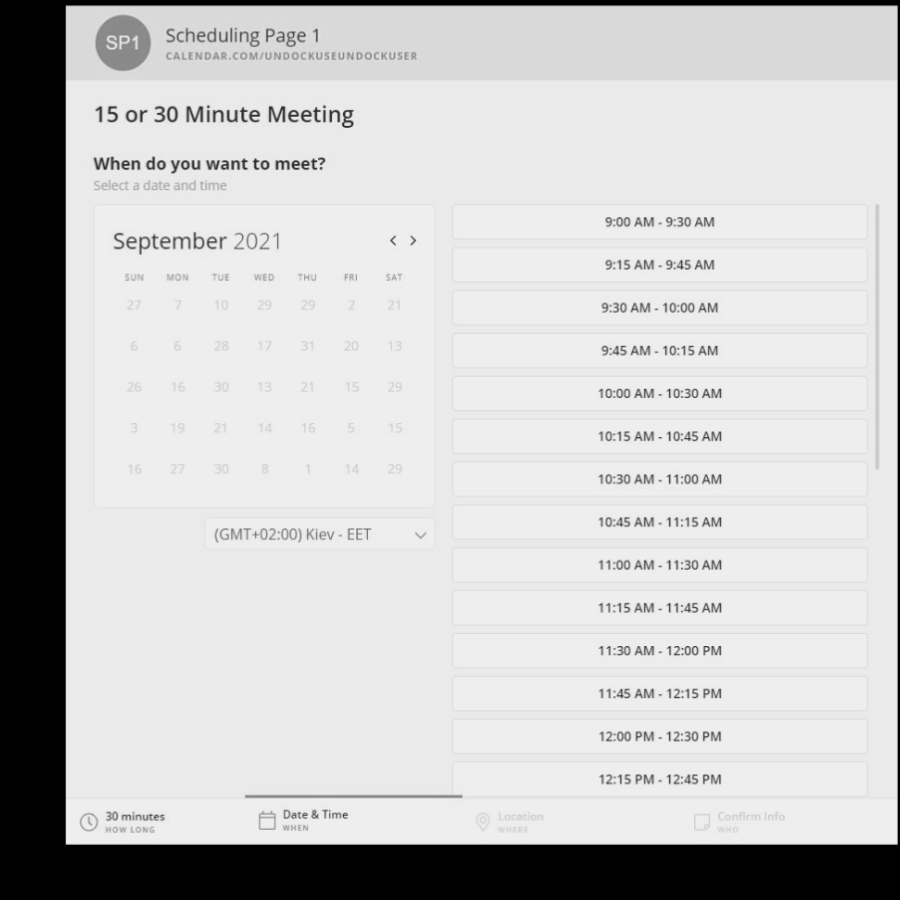 SP1
Scheduling Page 1
CALENDAR.COM/UNDOCKUSEUNDOCKUSER
15 or 30 Minute Meeting
When do you want to meet?
Select a date and time
September 2021
< >
SUN MON TUE WED THU FRI SAT
27 7 10 29 29 2 21
6 6 28 17 31 20 13
26 16 30 13 21 15 29
3 19 21 14 16 5 15
16 27 30 8 1 14 29
(GMT+02:00) Kiev - EET
9:00 AM - 9:30 AM
9:15 AM - 9:45 AM
9:30 AM - 10:00 AM
9:45 AM - 10:15 AM
10:00 AM - 10:30 AM
10:15 AM - 10:45 AM
10:30 AM - 11:00 AM
10:45 AM - 11:15 AM
11:00 AM - 11:30 AM
11:15 AM - 11:45 AM
11:30 AM - 12:00 PM
11:45 AM - 12:15 PM
12:00 PM - 12:30 PM
12:15 PM - 12:45 PM
30 minutes
HOW LONG
Date & Time
WHEN
Location
WHERE
Confirm Info
WHO